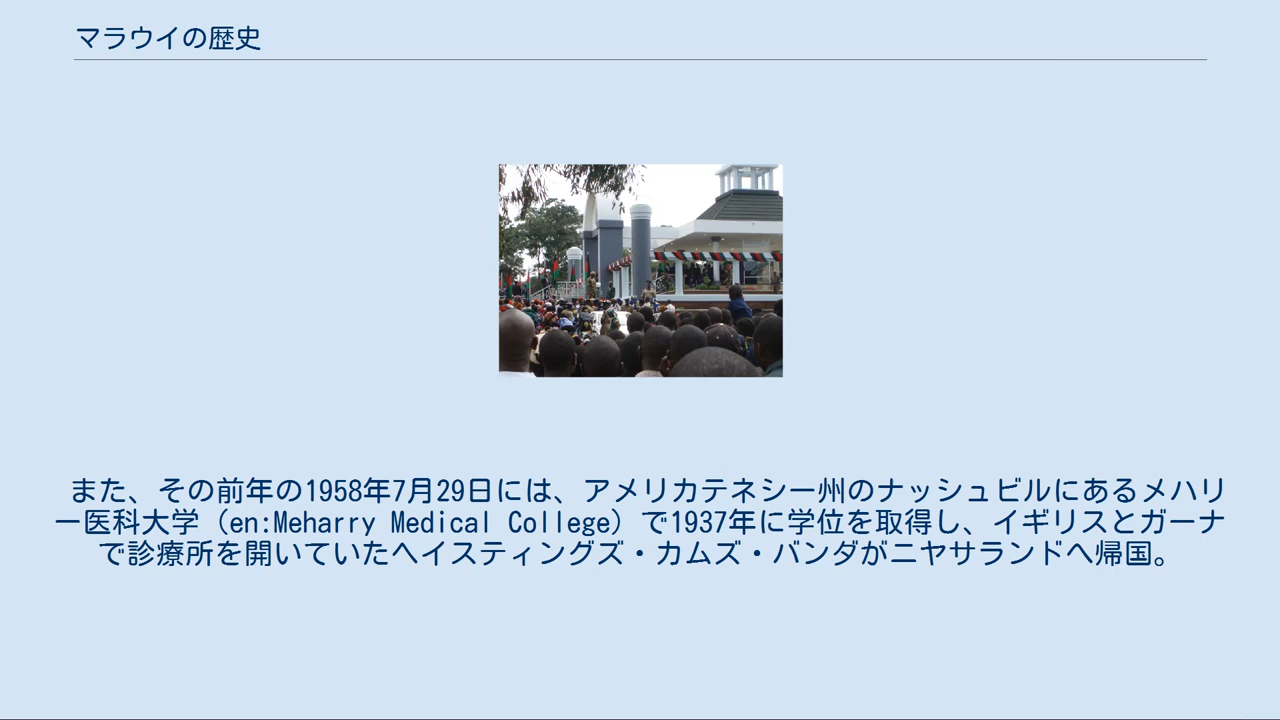 マラウイの歴史
また、その前年の1958年7月29日には、アメリカテネシー州のナッシュビルにあるメハリ
ー医科大学（en:Meharry Medical College）で1937年に学位を取得し、イギリスとガーナ
で診療所を開いていたヘイスティングズ・カムズ・バンダがニヤサランドへ帰国。